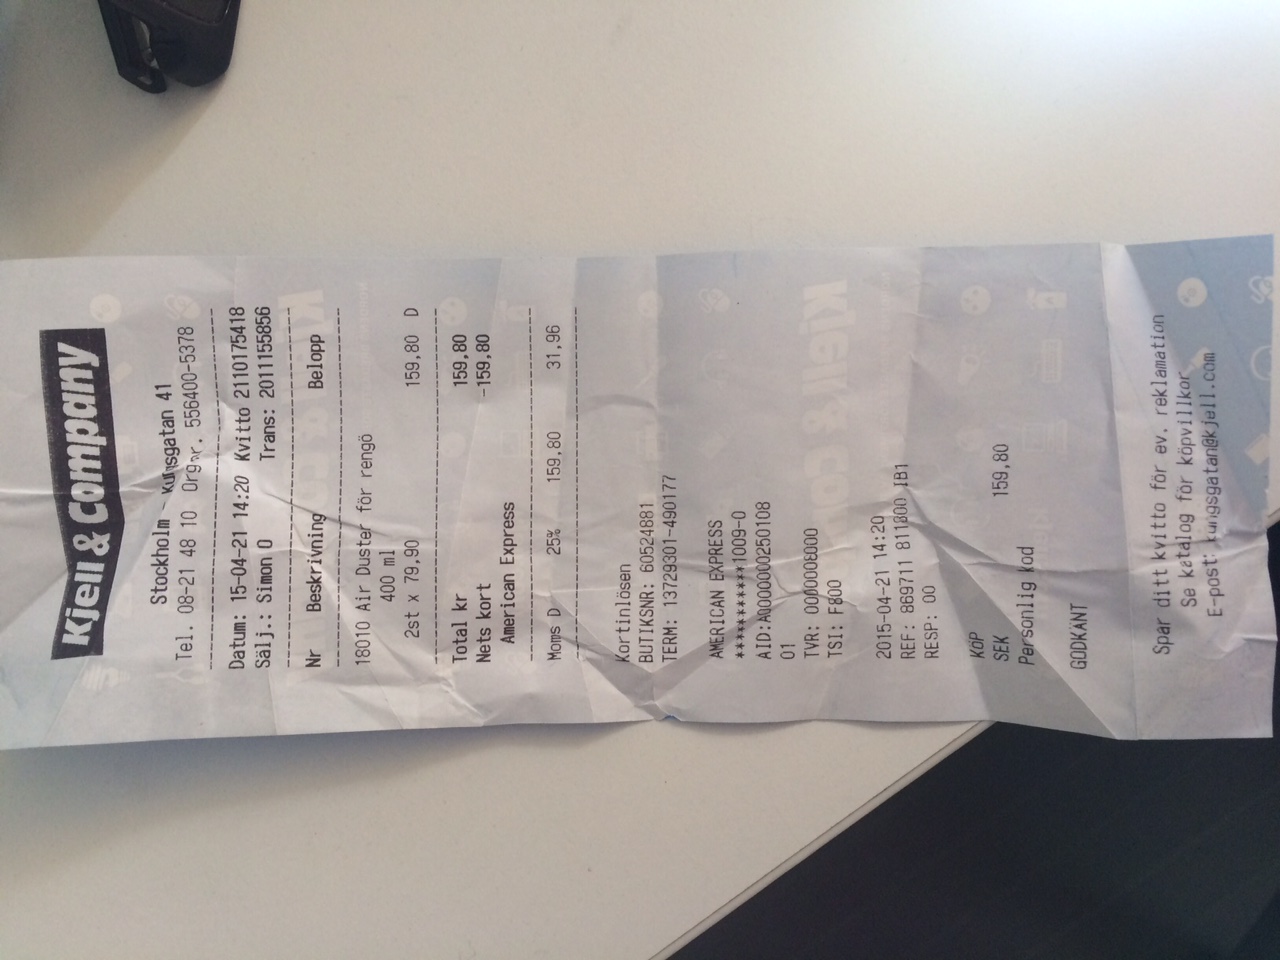 Kjell & Company
Stockholm - Kungsgatan 41
Tel. 08-21 48 10 Orgnr. 556400-5378
Datum: 15-04-21 14:20 Kvitto 2110175418
Sälj.: Simon O Trans: 2011155856
Nr Beskrivning Belopp
18010 Air Duster för rengö
400 ml
2st x 79,90 159,80 D
Total kr 159,80
Nets kort -159,80
American Express
Moms D 25% 159,80 31,96
Kortinlösen
BUTIKSNR: 60524881
TERM: 13729301-490177
AMERICAN EXPRESS
***********1009-0
AID:A0000000250108
01
TVR: 0000008000
TSI: F800
2015-04-21 14:20
REF: 869711 811800 IB1
RESP: 00
KöP
SEK 159,80
Personlig kod
GODKÄNT
Spar ditt kvitto för ev. reklamation
Se katalog för köpvillkor
E-post: kungsgatan@kjell.com